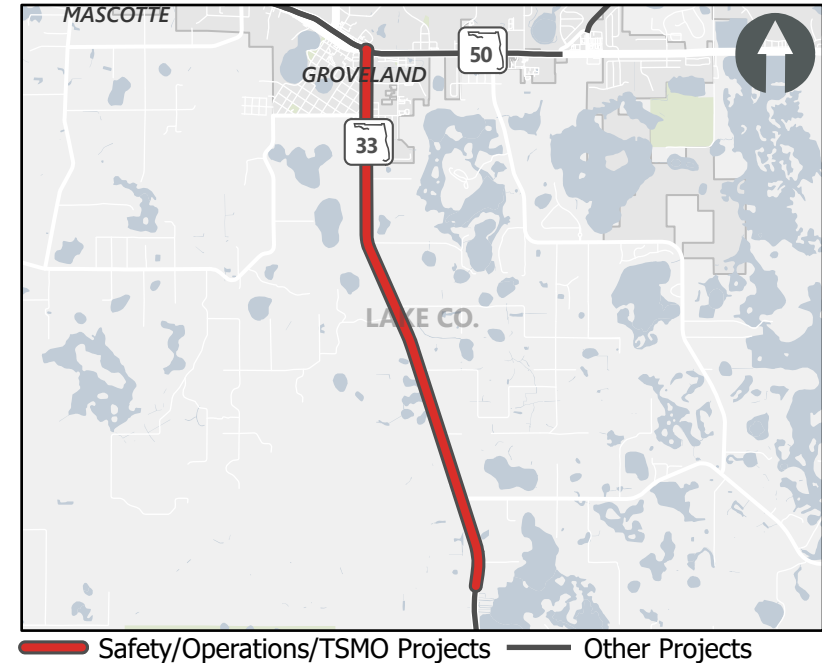 MASCOTTE
50
GROVELAND
33
LAKE CO.
Safety/Operations/TSMO Projects
Other Projects